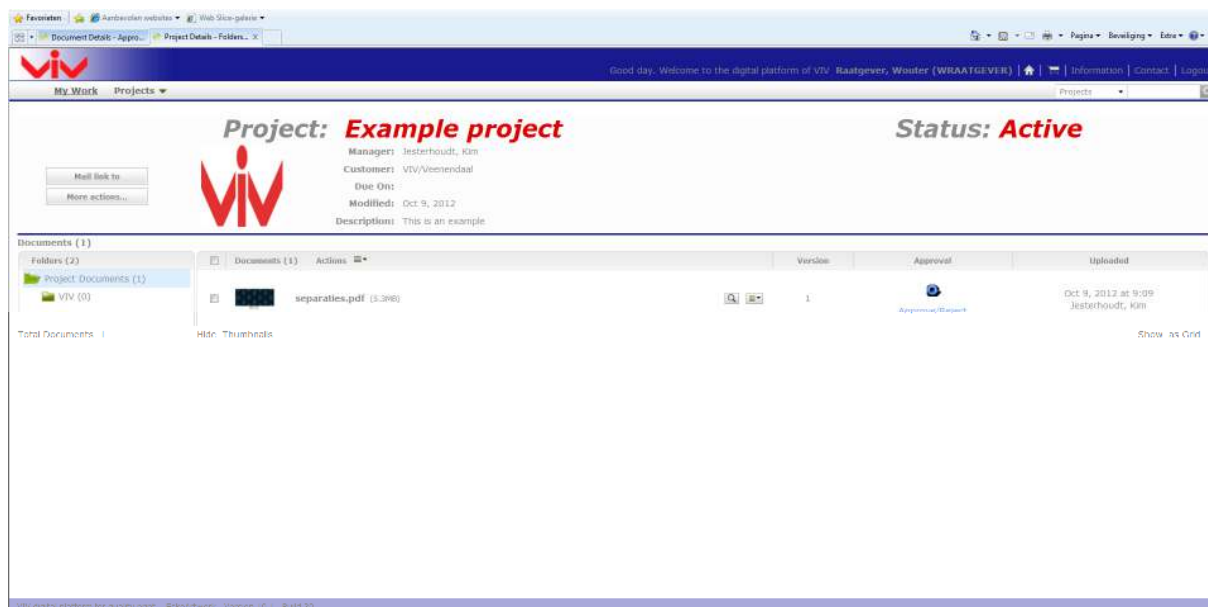 Favorieten Aanbevolen websites Web Slice-galerie
Document Details - Appro... Project Details - Folders... X Pagina Beveiliging Extra
viv
Good day. Welcome to the digital platform of VIV Raatgever, Wouter (WRAATGEVER) | | | Information | Contact | Logou
My Work Projects Projects
Project: Example project Status: Active
Manager: Jesterhoudt, Kim
Mail link to Customer: VIV/Veenendaal
Due On:
More actions... Modified: Oct 9, 2012
Description: This is an example
VIV
Documents (1)
Folders (2) Documents (1) Actions Version Approval Uploaded
Project Documents (1)
VIV (0) separaties.pdf (5.3MB) 1 Approve/Reject Oct 9, 2012 at 9:09
Jesterhoudt, Kim
Total Documents 1 Hide Thumbnails Show as Grid